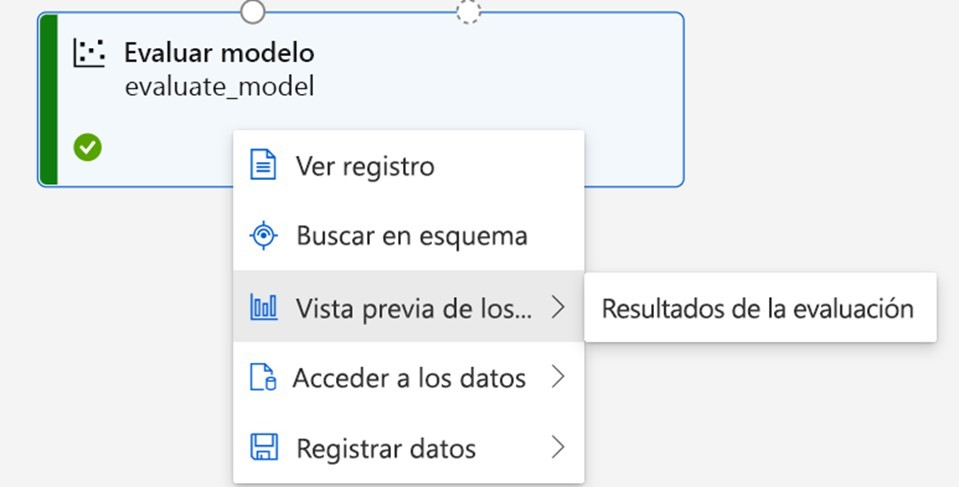 Evaluar modelo
evaluate_model
Ver registro
Buscar en esquema
Vista previa de los...
Resultados de la evaluación
Acceder a los datos
Registrar datos